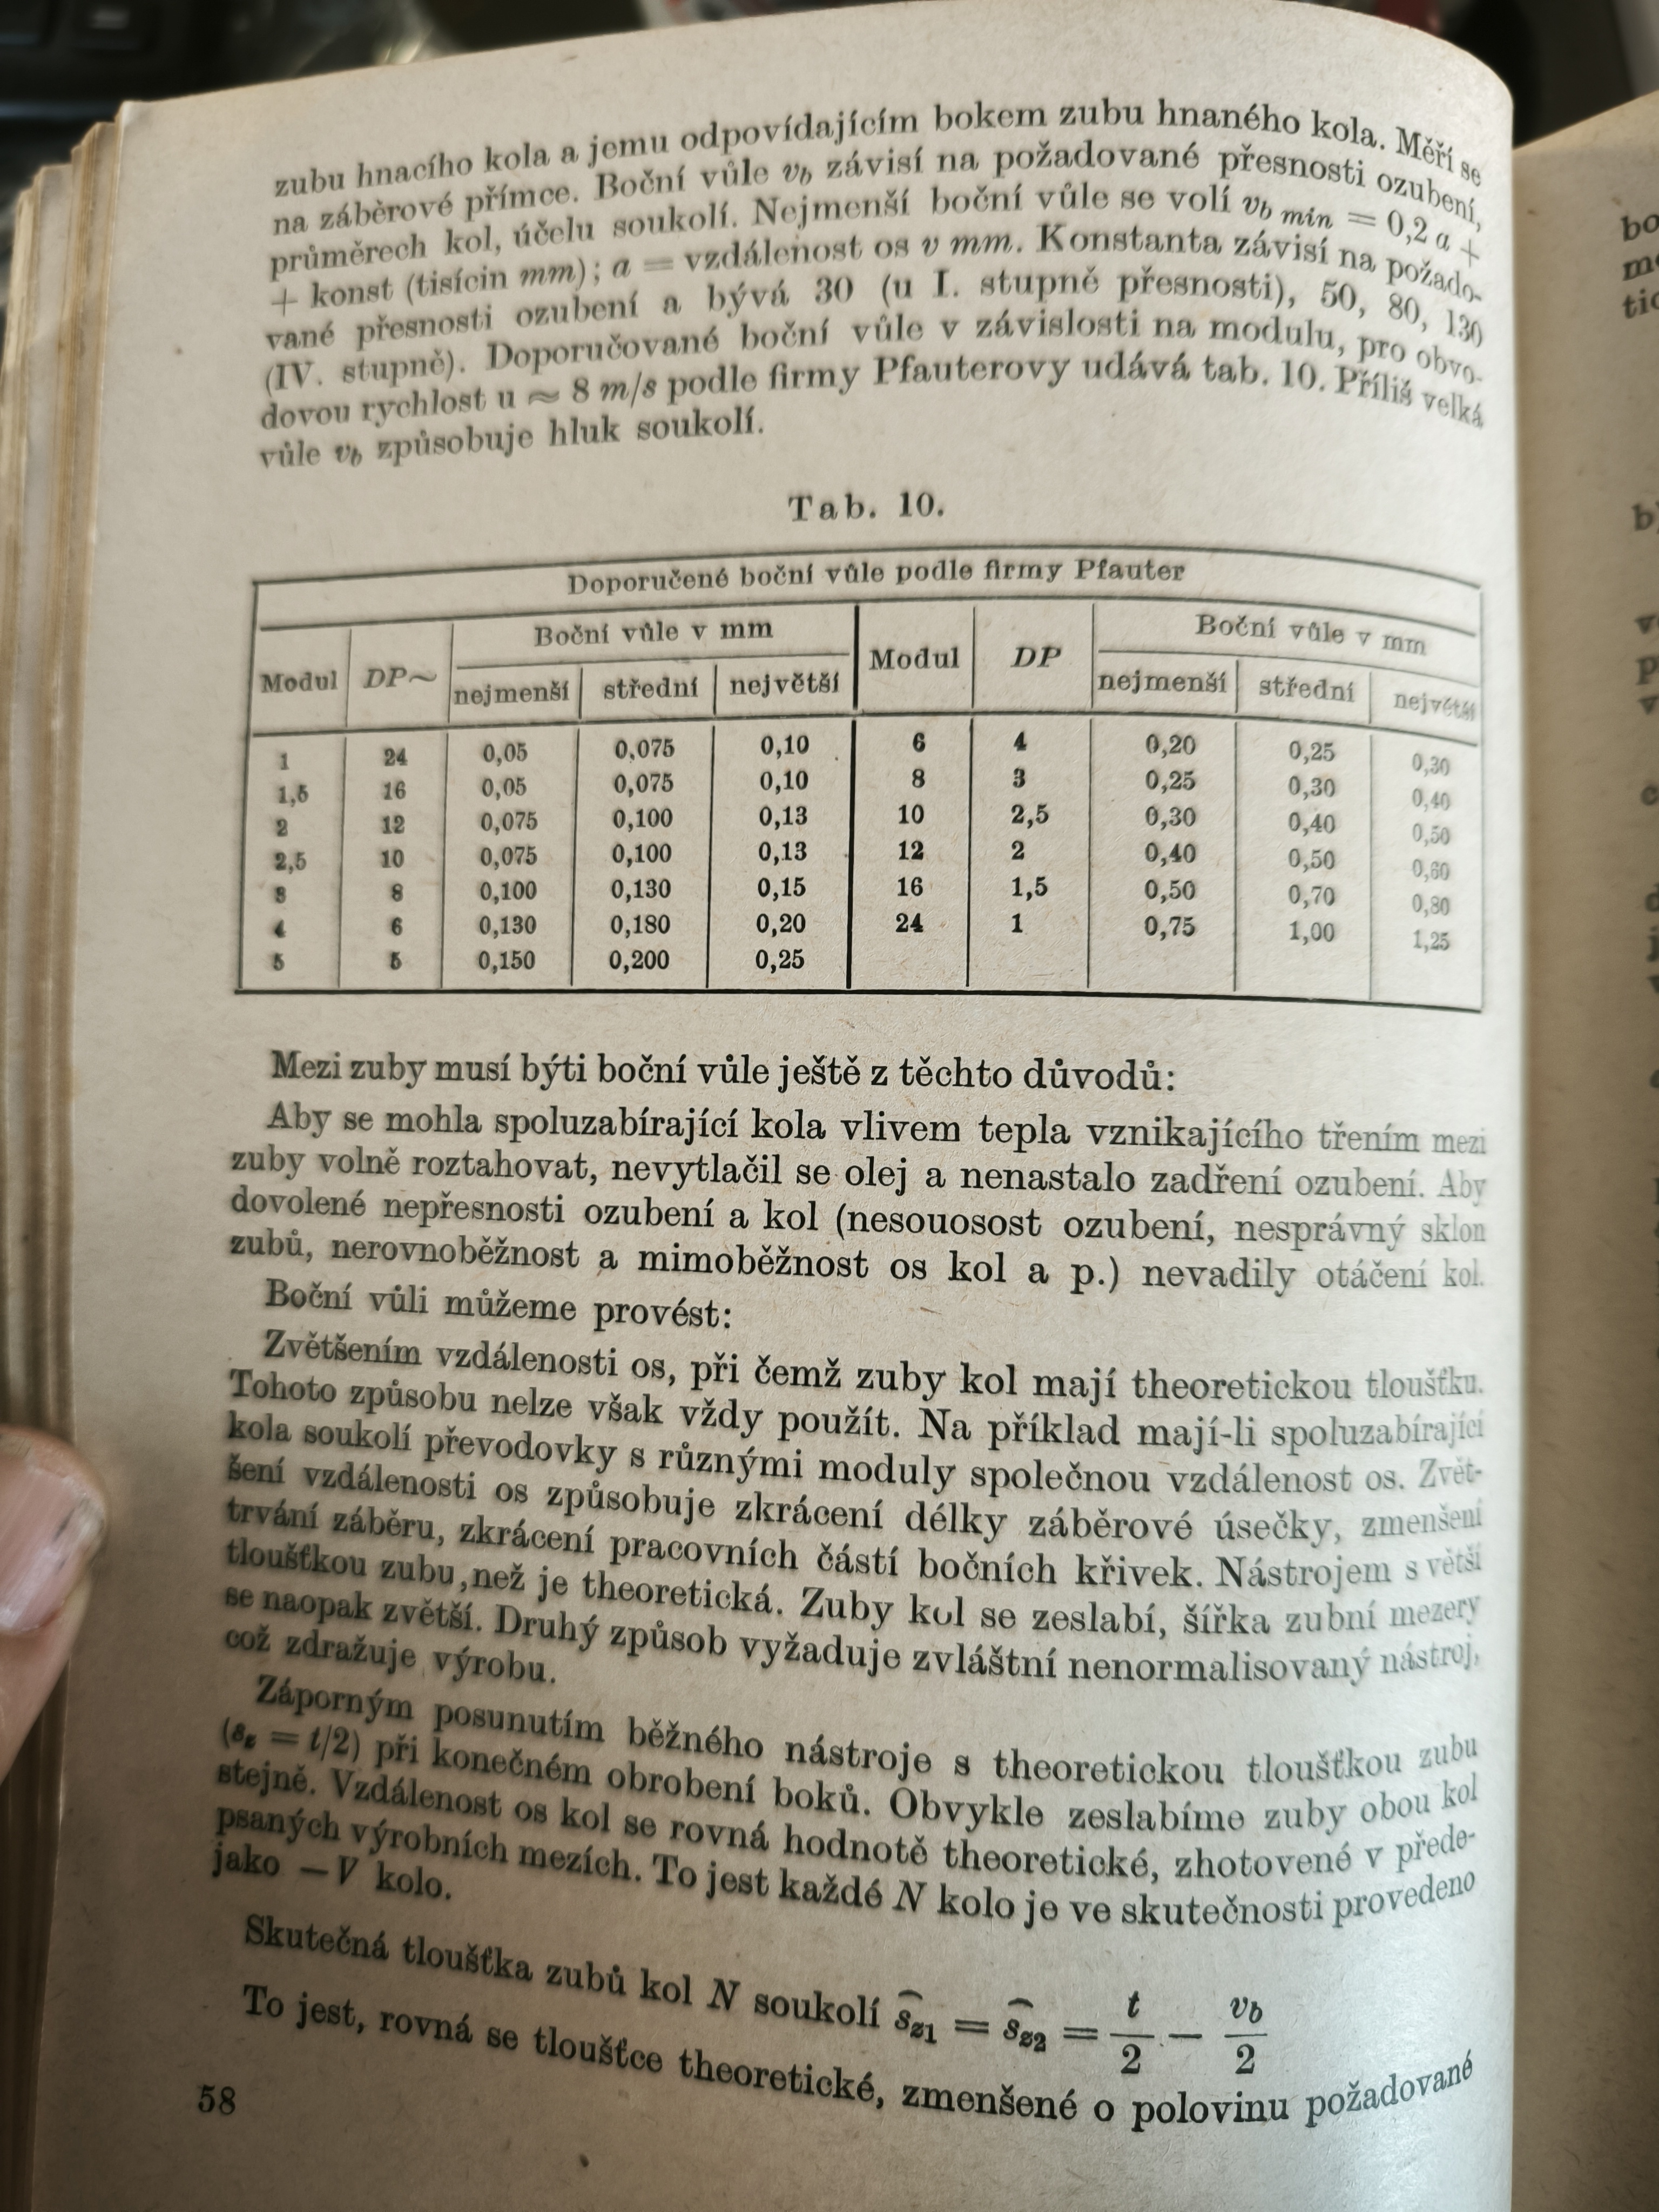 zubu hnacího kola a jemu odpovídajícím bokem zubu hnaného kola. Měří se
na záběrové přímce. Boční vůle v_b závisí na požadované přesnosti ozubení,
průměrech kol, účelu soukolí. Nejmenší boční vůle se volí v_b min = 0,2 a +
+ konst (tisícin mm); a = vzdálenost os v mm. Konstanta závisí na požado-
vané přesnosti ozubení a bývá 30 (u I. stupně přesnosti), 50, 80, 130
(IV. stupně). Doporučované boční vůle v závislosti na modulu, pro obvo-
dovou rychlost u ≈ 8 m/s podle firmy Pfauterovy udává tab. 10. Příliš velká
vůle v_b způsobuje hluk soukolí.
Tab. 10.
Doporučené boční vůle podle firmy Pfauter
Modul DP~ Boční vůle v mm Modul DP Boční vůle v mm
nejmenší střední největší nejmenší střední největší
1 24 0,05 0,075 0,10 6 4 0,20 0,25 0,30
1,5 16 0,05 0,075 0,10 8 3 0,25 0,30 0,40
2 12 0,075 0,100 0,13 10 2,5 0,30 0,40 0,50
2,5 10 0,075 0,100 0,13 12 2 0,40 0,50 0,60
3 8 0,100 0,130 0,15 16 1,5 0,50 0,70 0,80
4 6 0,130 0,180 0,20 24 1 0,75 1,00 1,25
5 5 0,150 0,200 0,25
Mezi zuby musí býti boční vůle ještě z těchto důvodů:
Aby se mohla spoluzabírající kola vlivem tepla vznikajícího třením mezi
zuby volně roztahovat, nevytlačil se olej a nenastalo zadření ozubení. Aby
dovolené nepřesnosti ozubení a kol (nesouosost ozubení, nesprávný sklon
zubů, nerovnoběžnost a mimoběžnost os kol a p.) nevadily otáčení kol.
Boční vůli můžeme provést:
Zvětšením vzdálenosti os, při čemž zuby kol mají theoretickou tloušťku.
Tohoto způsobu nelze však vždy použít. Na příklad mají-li spoluzabírající
kola soukolí převodovky s různými moduly společnou vzdálenost os. Zvět-
šení vzdálenosti os způsobuje zkrácení délky záběrové úsečky, zmenšení
trvání záběru, zkrácení pracovních částí bočních křivek. Nástrojem s větší
tloušťkou zubu, než je theoretická. Zuby kol se zeslabí, šířka zubní mezery
se naopak zvětší. Druhý způsob vyžaduje zvláštní nenormalisovaný nástroj,
což zdražuje výrobu.
Záporným posunutím běžného nástroje s theoretickou tloušťkou zubu
(s_z = t/2) při konečném obrobení boků. Obvykle zeslabíme zuby obou kol
stejně. Vzdálenost os kol se rovná hodnotě theoretické, zhotovené v přede-
psaných výrobních mezích. To jest každé N kolo je ve skutečnosti provedeno
jako —V kolo.
Skutečná tloušťka zubů kol N soukolí s͡_z1 = s͡_z2 = t/2 − v_b/2
To jest, rovná se tloušťce theoretické, zmenšené o polovinu požadované
58